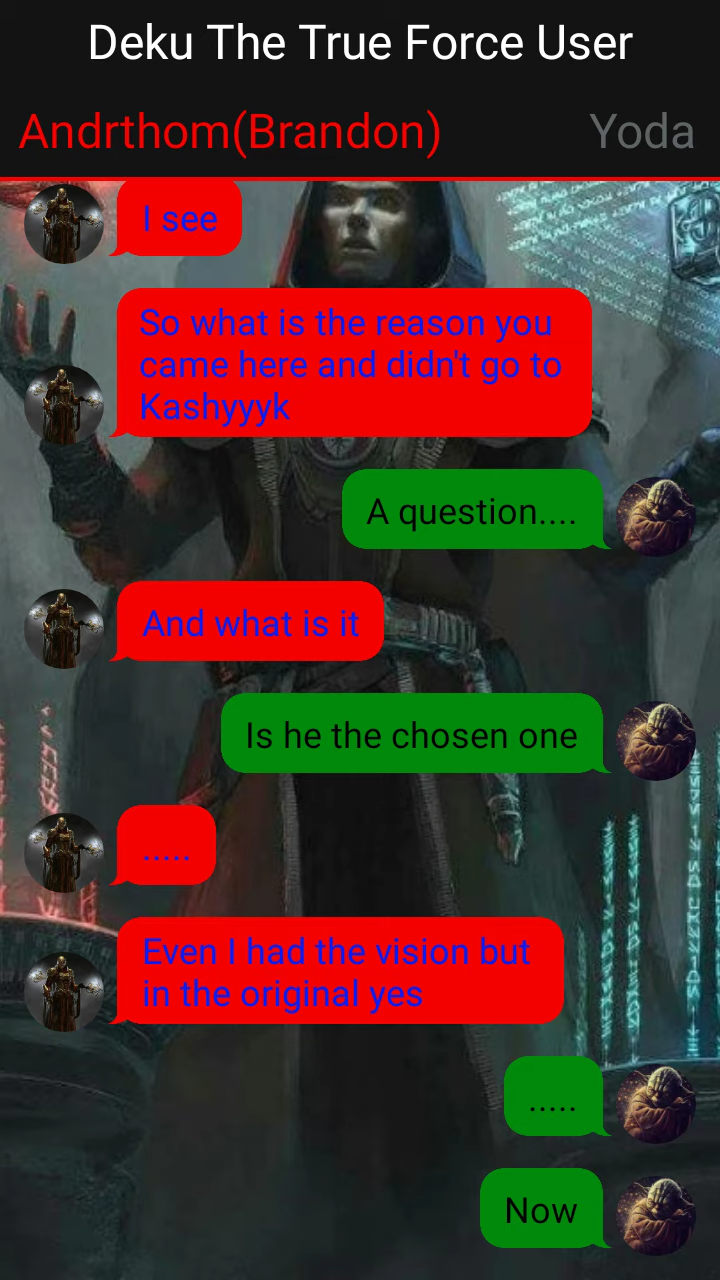 Deku The True Force User
Andrthom(Brandon)
Yoda
I see
So what is the reason you
came here and didn't go to
Kashyyyk
A question....
And what is it
Is he the chosen one
.....
Even I had the vision but
in the original yes
.....
Now